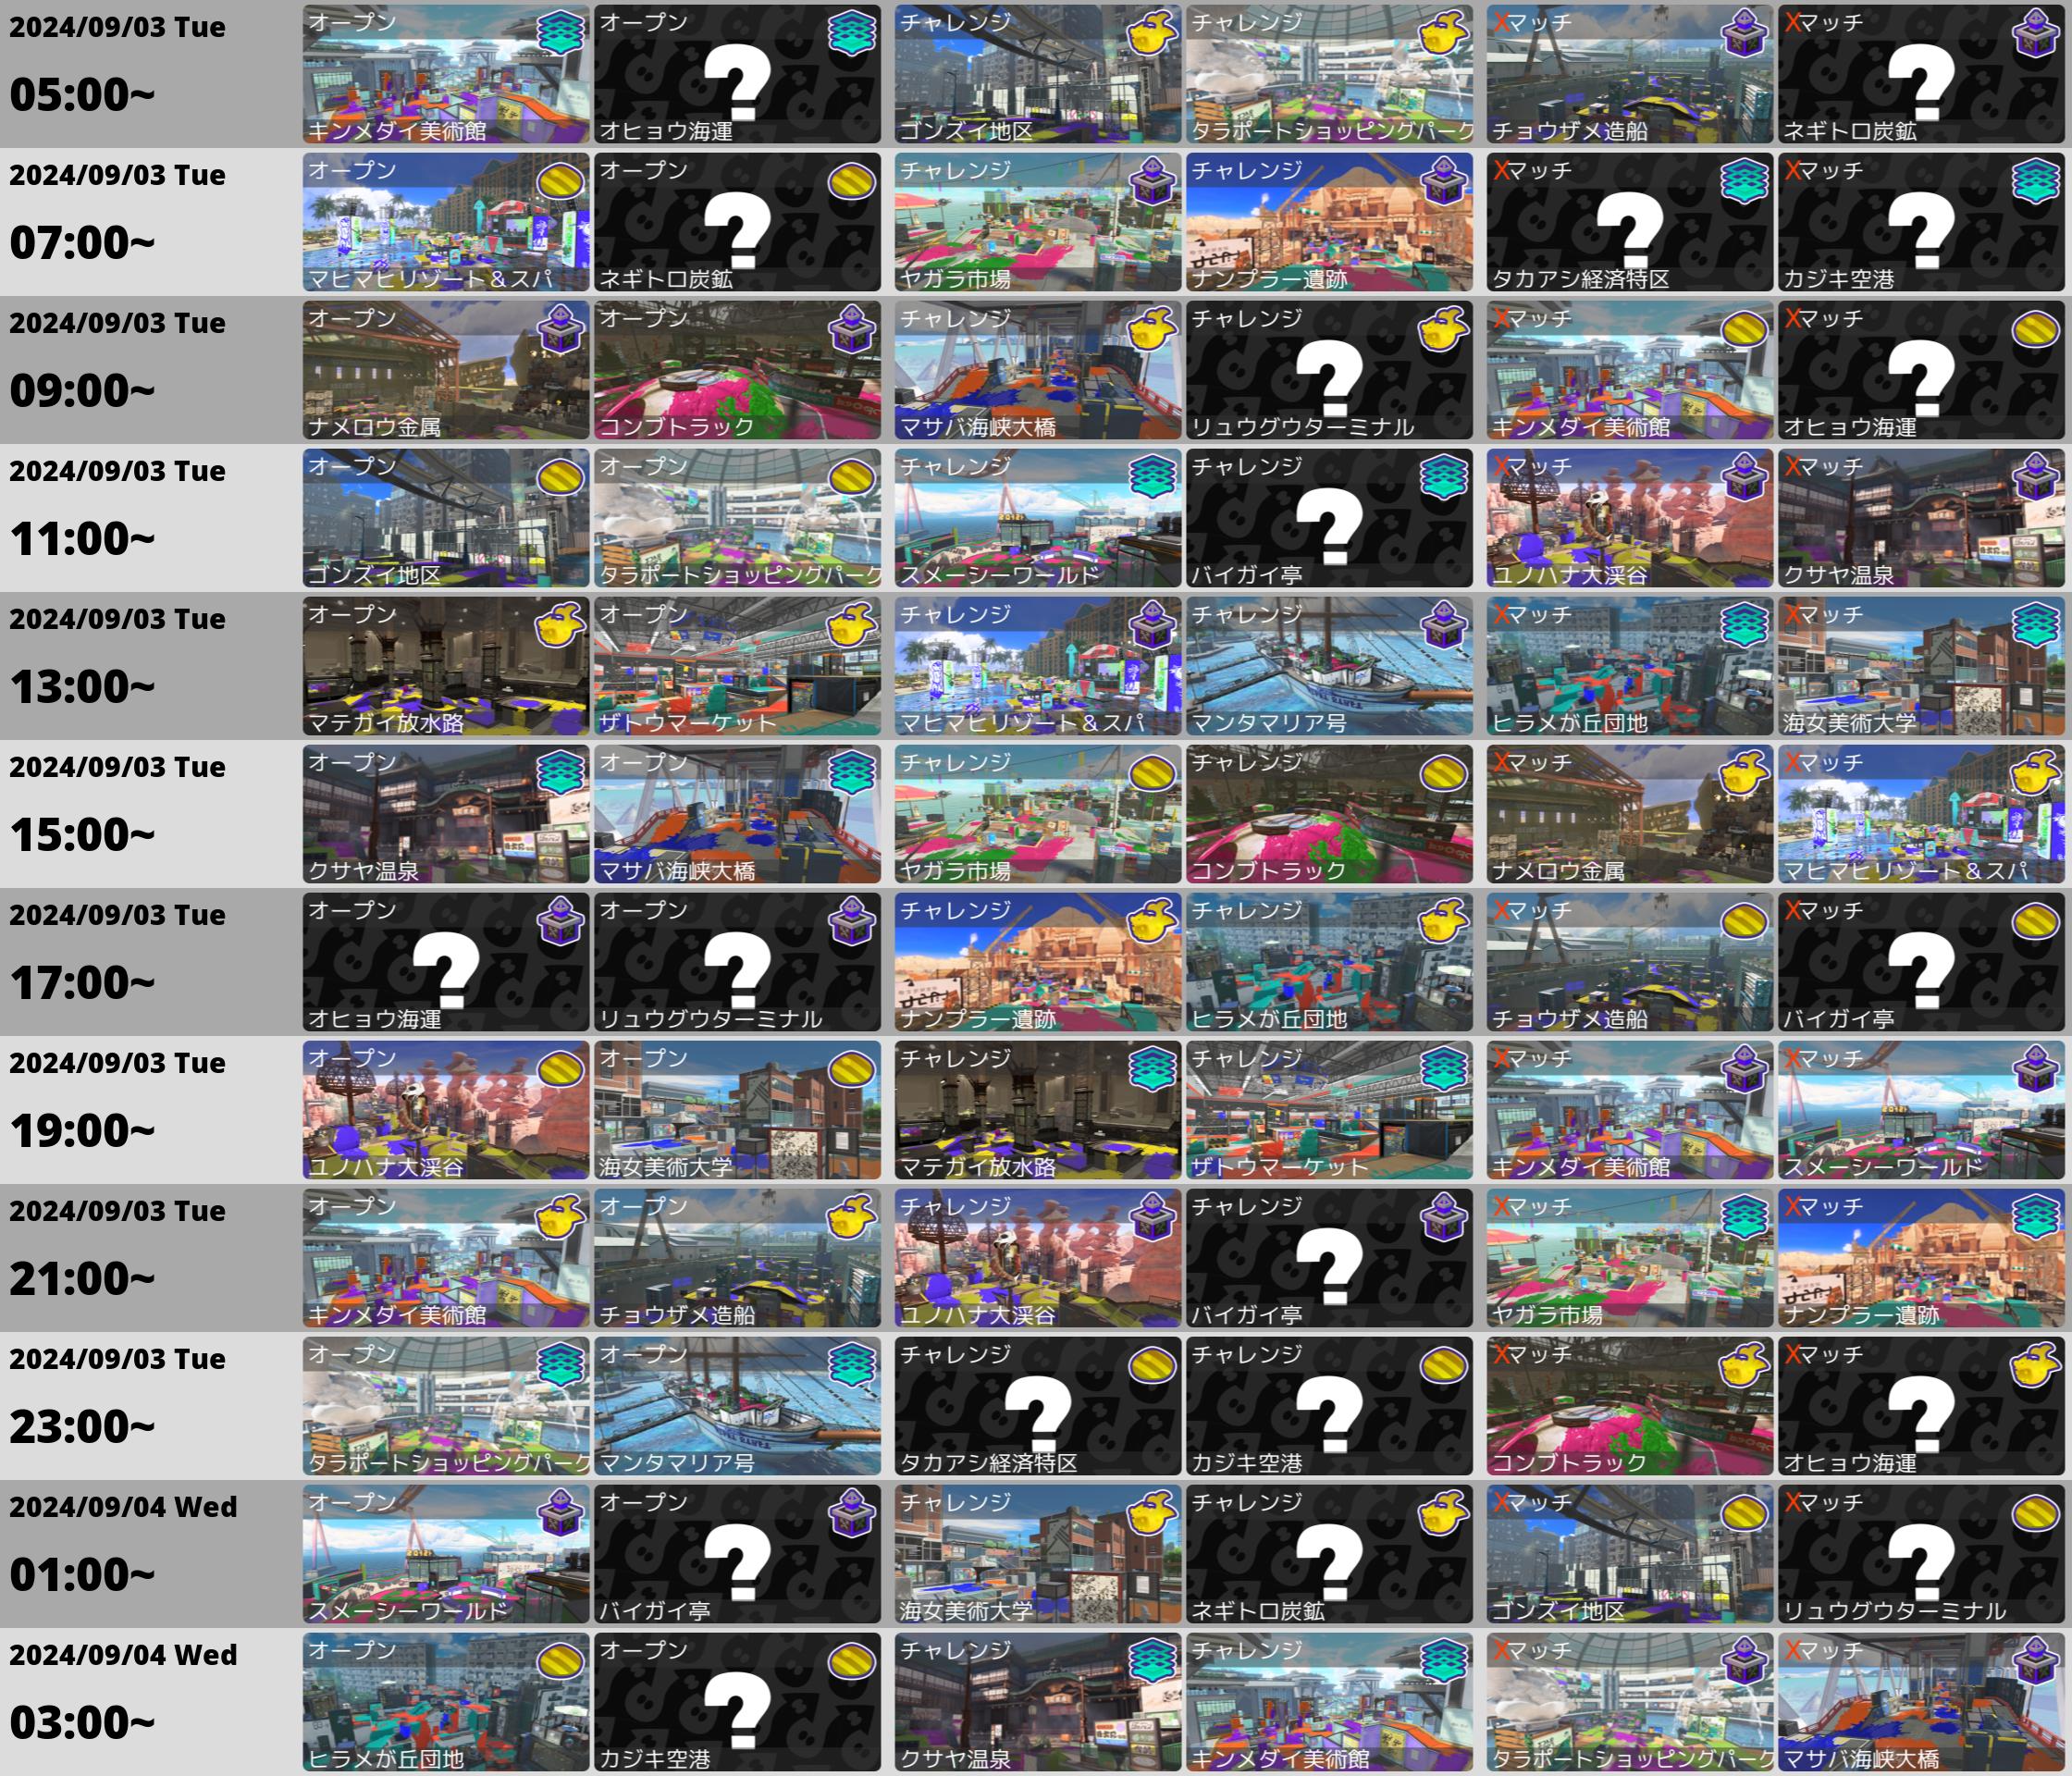 2024/09/03 Tue
05:00~
オープン
キンメダイ美術館
オープン
オヒョウ海運
チャレンジ
ゴンズイ地区
チャレンジ
タラポートショッピングパーク
Xマッチ
チョウザメ造船
Xマッチ
ネギトロ炭鉱
2024/09/03 Tue
07:00~
オープン
マヒマヒリゾート&スパ
オープン
ネギトロ炭鉱
チャレンジ
ヤガラ市場
チャレンジ
ナンプラー遺跡
Xマッチ
タカアシ経済特区
Xマッチ
カジキ空港
2024/09/03 Tue
09:00~
オープン
ナメロウ金属
オープン
コンブトラック
チャレンジ
マサバ海峡大橋
チャレンジ
リュウグウターミナル
Xマッチ
キンメダイ美術館
Xマッチ
オヒョウ海運
2024/09/03 Tue
11:00~
オープン
ゴンズイ地区
オープン
タラポートショッピングパーク
チャレンジ
スメーシーワールド
チャレンジ
バイガイ亭
Xマッチ
ユノハナ大渓谷
Xマッチ
クサヤ温泉
2024/09/03 Tue
13:00~
オープン
マテガイ放水路
オープン
ザトウマーケット
チャレンジ
マヒマヒリゾート&スパ
チャレンジ
マンタマリア号
Xマッチ
ヒラメが丘団地
Xマッチ
海女美術大学
2024/09/03 Tue
15:00~
オープン
クサヤ温泉
オープン
マサバ海峡大橋
チャレンジ
ヤガラ市場
チャレンジ
コンブトラック
Xマッチ
ナメロウ金属
Xマッチ
マヒマヒリゾート&スパ
2024/09/03 Tue
17:00~
オープン
オヒョウ海運
オープン
リュウグウターミナル
チャレンジ
ナンプラー遺跡
チャレンジ
ヒラメが丘団地
Xマッチ
チョウザメ造船
Xマッチ
バイガイ亭
2024/09/03 Tue
19:00~
オープン
ユノハナ大渓谷
オープン
海女美術大学
チャレンジ
マテガイ放水路
チャレンジ
ザトウマーケット
Xマッチ
キンメダイ美術館
Xマッチ
スメーシーワールド
2024/09/03 Tue
21:00~
オープン
キンメダイ美術館
オープン
チョウザメ造船
チャレンジ
ユノハナ大渓谷
チャレンジ
バイガイ亭
Xマッチ
ヤガラ市場
Xマッチ
ナンプラー遺跡
2024/09/03 Tue
23:00~
オープン
タラポートショッピングパーク
オープン
マンタマリア号
チャレンジ
タカアシ経済特区
チャレンジ
カジキ空港
Xマッチ
コンブトラック
Xマッチ
オヒョウ海運
2024/09/04 Wed
01:00~
オープン
スメーシーワールド
オープン
バイガイ亭
チャレンジ
海女美術大学
チャレンジ
ネギトロ炭鉱
Xマッチ
ゴンズイ地区
Xマッチ
リュウグウターミナル
2024/09/04 Wed
03:00~
オープン
ヒラメが丘団地
オープン
カジキ空港
チャレンジ
クサヤ温泉
チャレンジ
キンメダイ美術館
Xマッチ
タラポートショッピングパーク
Xマッチ
マサバ海峡大橋